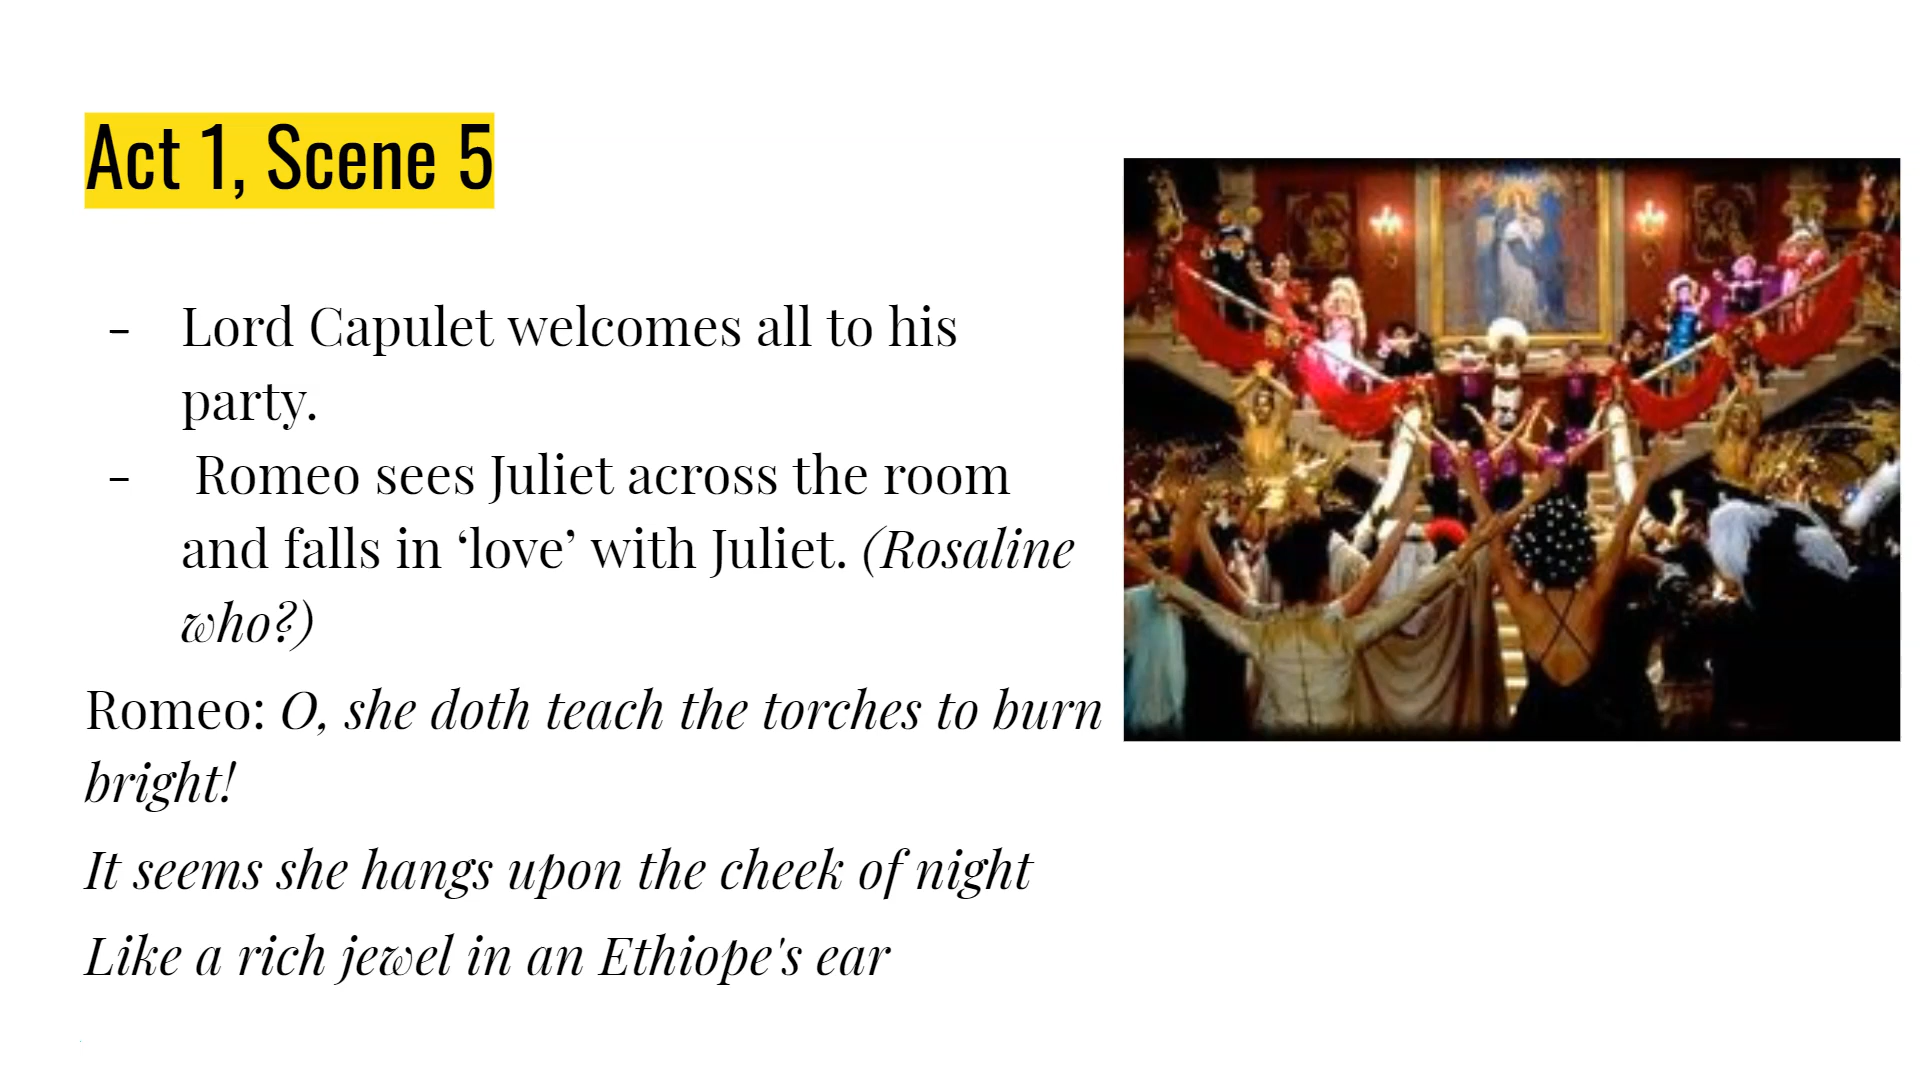 Act 1, Scene 5
- Lord Capulet welcomes all to his
party.
- Romeo sees Juliet across the room
and falls in ‘love’ with Juliet. (Rosaline
who?)
Romeo: O, she doth teach the torches to burn
bright!
It seems she hangs upon the cheek of night
Like a rich jewel in an Ethiope's ear